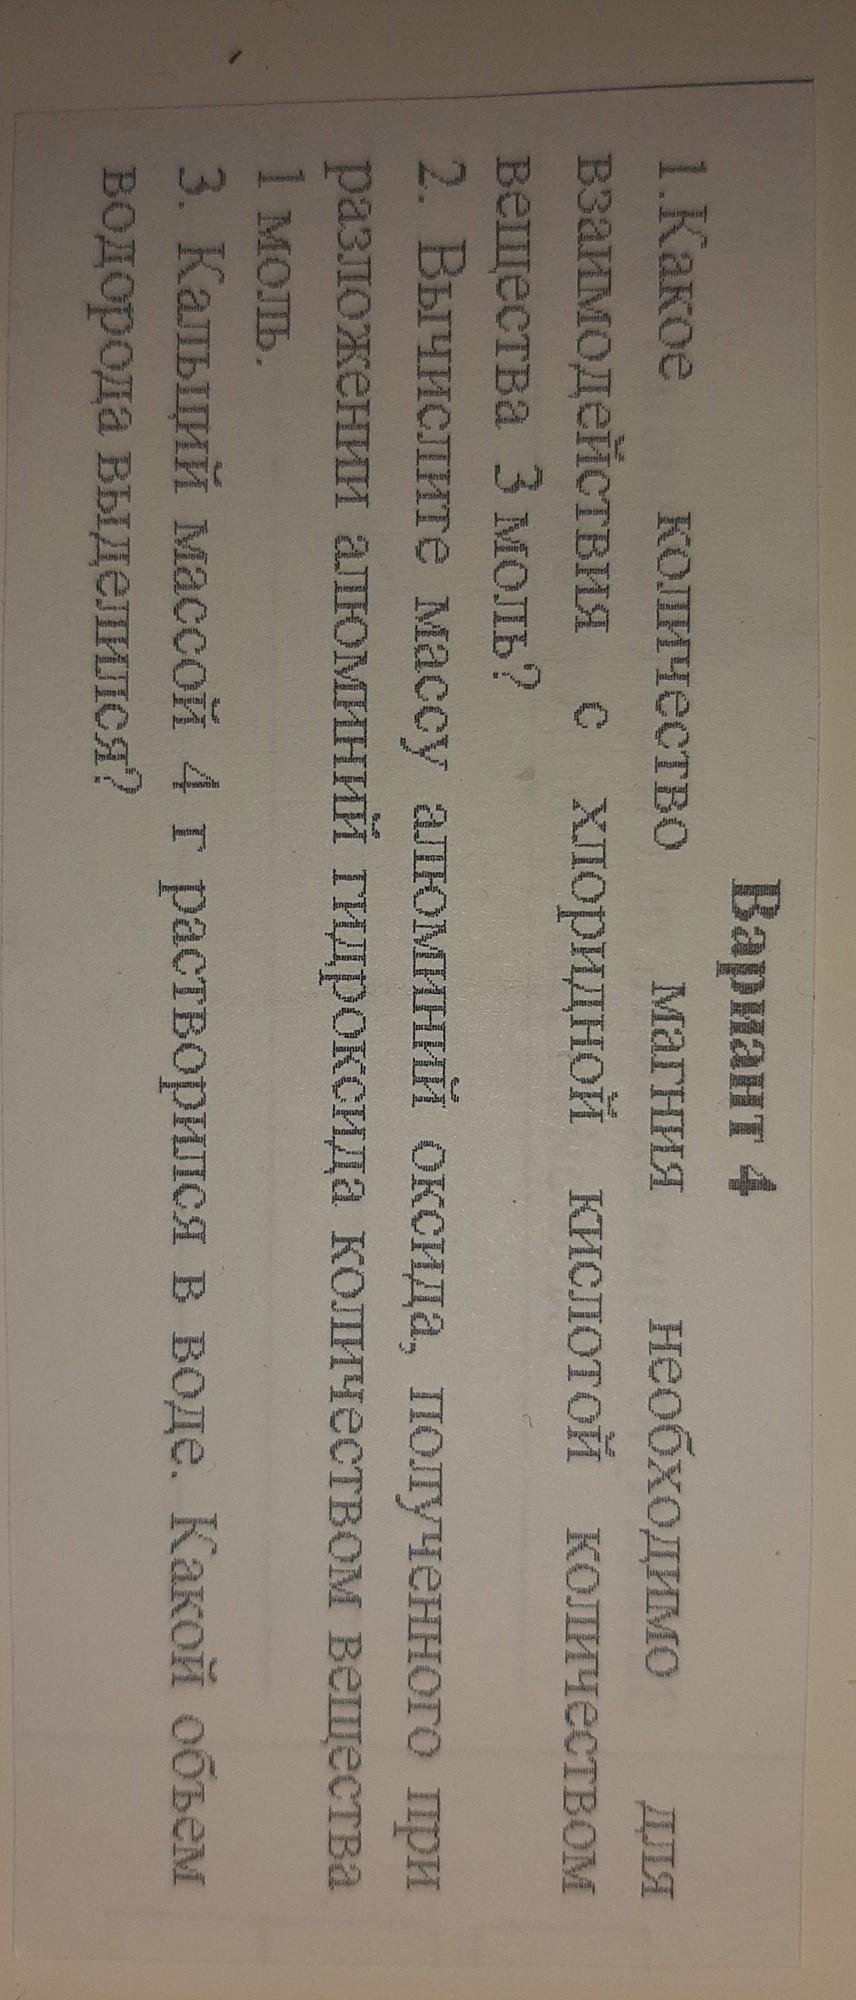 Вариант 4
1.Какое количество магния необходимо для
взаимодействия с хлоридной кислотой количеством
вещества 3 моль?
2. Вычислите массу алюминий оксида, полученного при
разложении алюминий гидроксида количеством вещества
1 моль.
3. Кальций массой 4 г растворился в воде. Какой объем
водорода выделился?